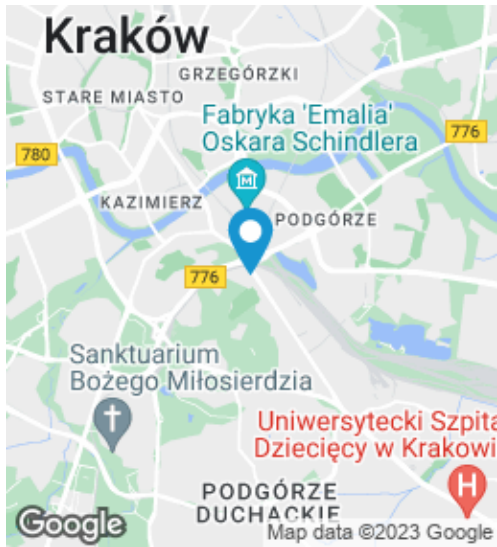 Kraków
GRZEGÓRZKI
STARE MIASTO
Fabryka 'Emalia'
Oskara Schindlera
776
780
KAZIMIERZ
PODGÓRZE
776
Sanktuarium
Bożego Miłosierdzia
Uniwersytecki Szpita
Dziecięcy w Krakowi
H
PODGÓRZE
DUCHACKIE
Google
Map data ©2023 Google